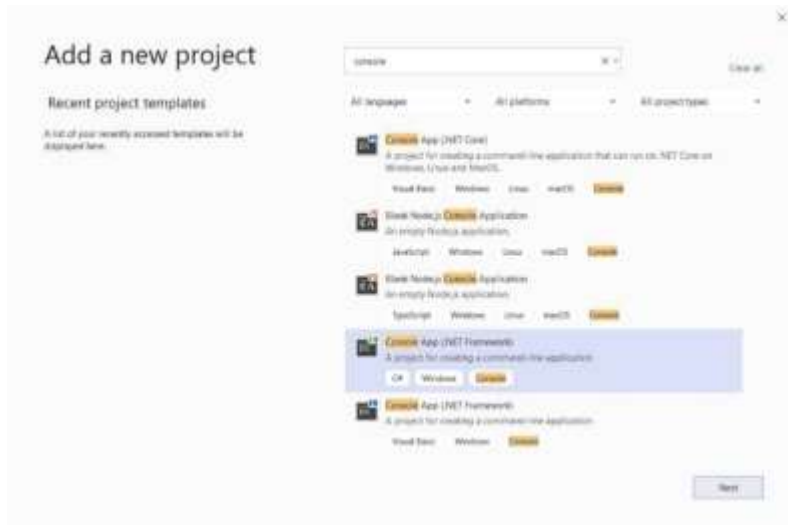 Add a new project
console
Clear all
Recent project templates
All languages
All platforms
All project types
A list of your recently accessed templates will be
displayed here.
Console App (.NET Core)
A project for creating a command-line application that can run on .NET Core on
Windows, Linux and MacOS.
Visual Basic Windows Linux macOS Console
Blank Node.js Console Application
An empty Node.js application.
JavaScript Windows Linux macOS Console
Blank Node.js Console Application
An empty Node.js application.
TypeScript Windows Linux macOS Console
Console App (.NET Framework)
A project for creating a command-line application
C# Windows Console
Console App (.NET Framework)
A project for creating a command-line application
Visual Basic Windows Console
Next